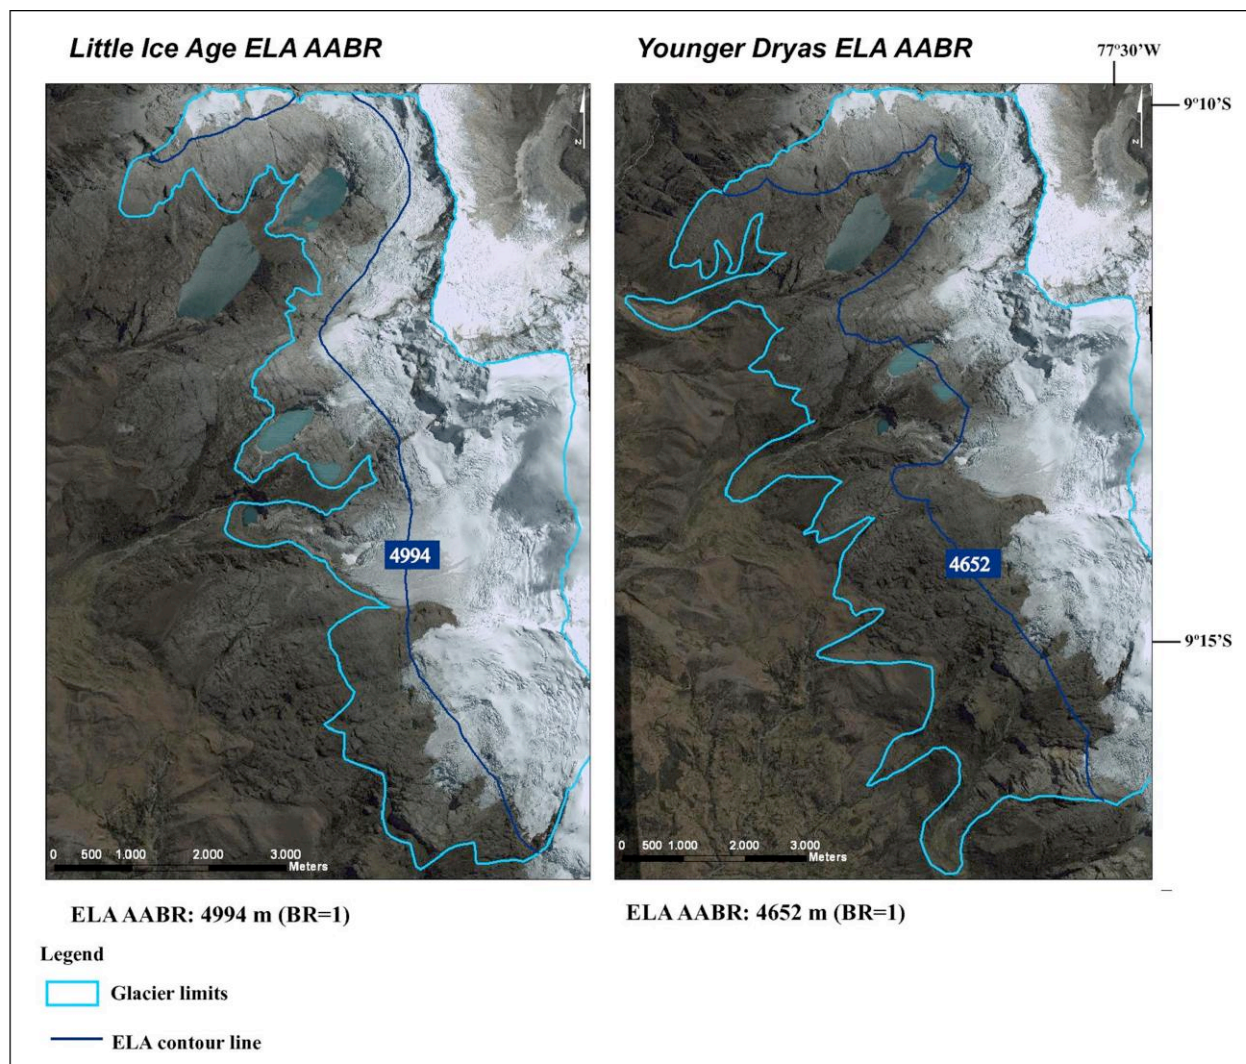 Little Ice Age ELA AABR
Younger Dryas ELA AABR
77º30'W
9º10'S
N
N
4994
4652
9º15'S
0 500 1.000 2.000 3.000
Meters
0 500 1.000 2.000 3.000
Meters
ELA AABR: 4994 m (BR=1)
ELA AABR: 4652 m (BR=1)
Legend
Glacier limits
ELA contour line